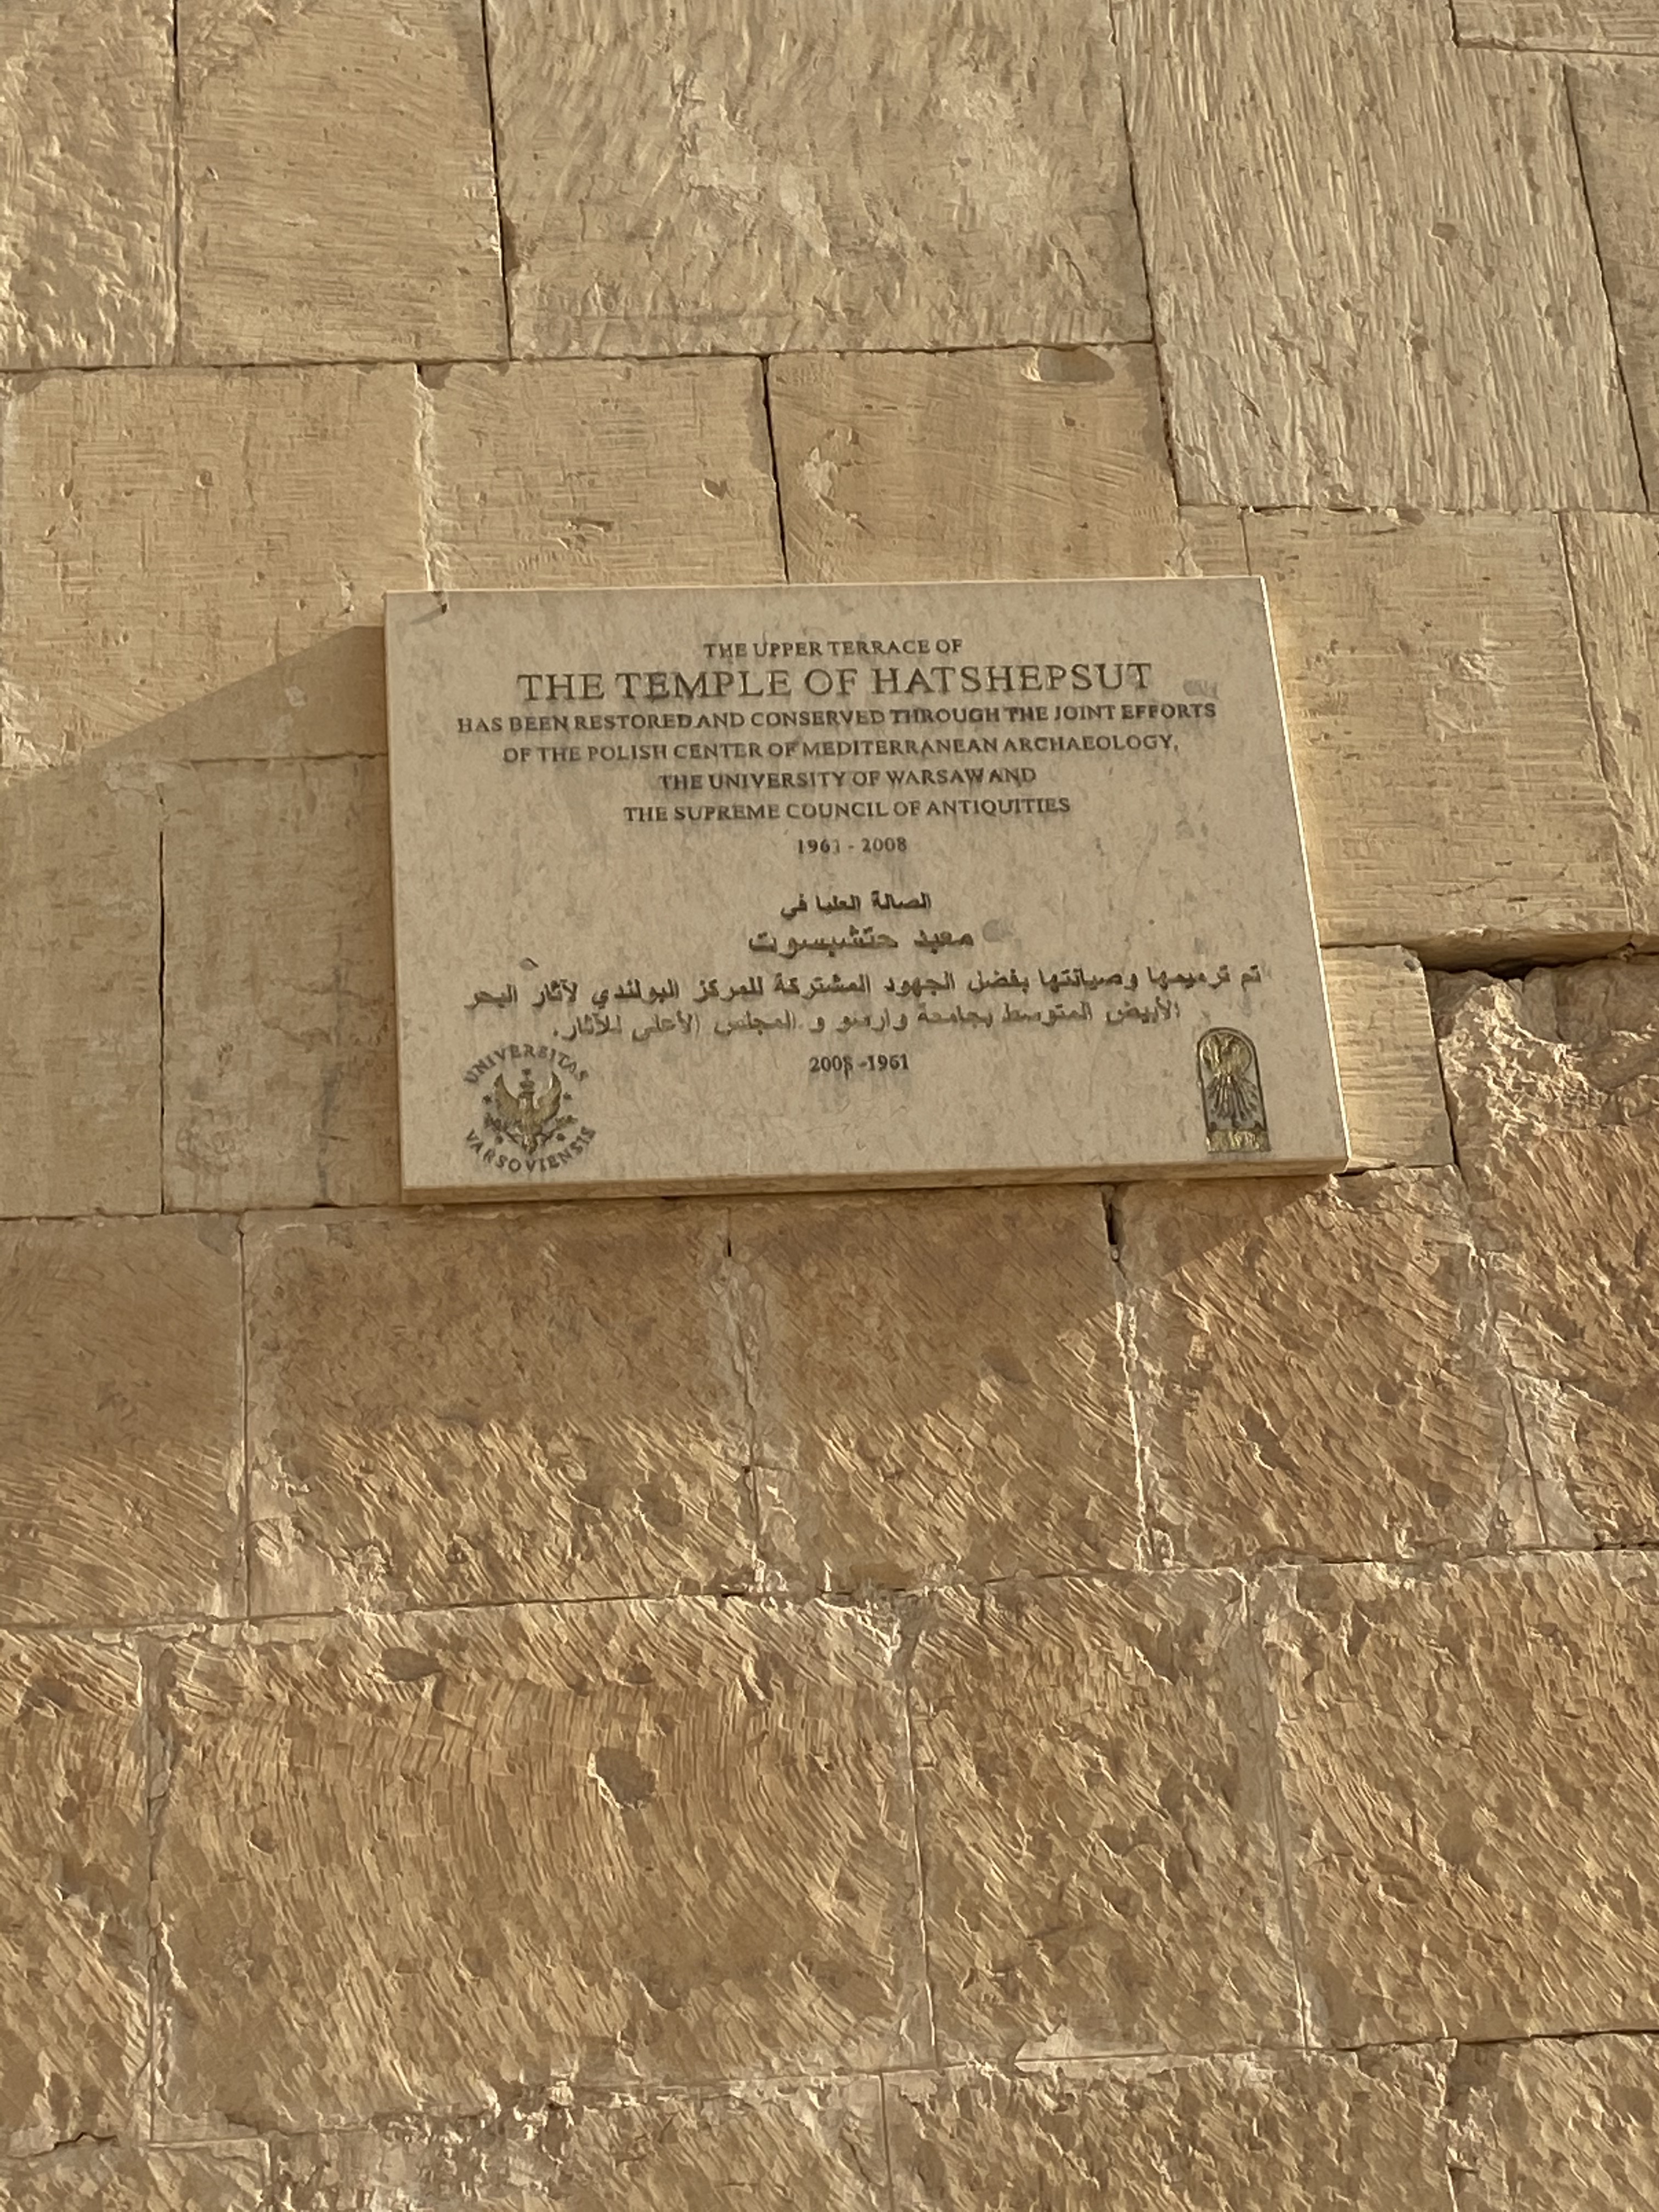 THE UPPER TERRACE OF
THE TEMPLE OF HATSHEPSUT
HAS BEEN RESTORED AND CONSERVED THROUGH THE JOINT EFFORTS
OF THE POLISH CENTER OF MEDITERRANEAN ARCHAEOLOGY,
THE UNIVERSITY OF WARSAW AND
THE SUPREME COUNCIL OF ANTIQUITIES
1961 - 2008
الصالة العليا في
معبد حتشبسوت
تم ترميمها وصيانتها بفضل الجهود المشتركة للمركز البولندي لآثار البحر
الأبيض المتوسط بجامعة وارسو و المجلس الأعلى للآثار.
2008 -1961
UNIVERSITAS
VARSOVIENSIS